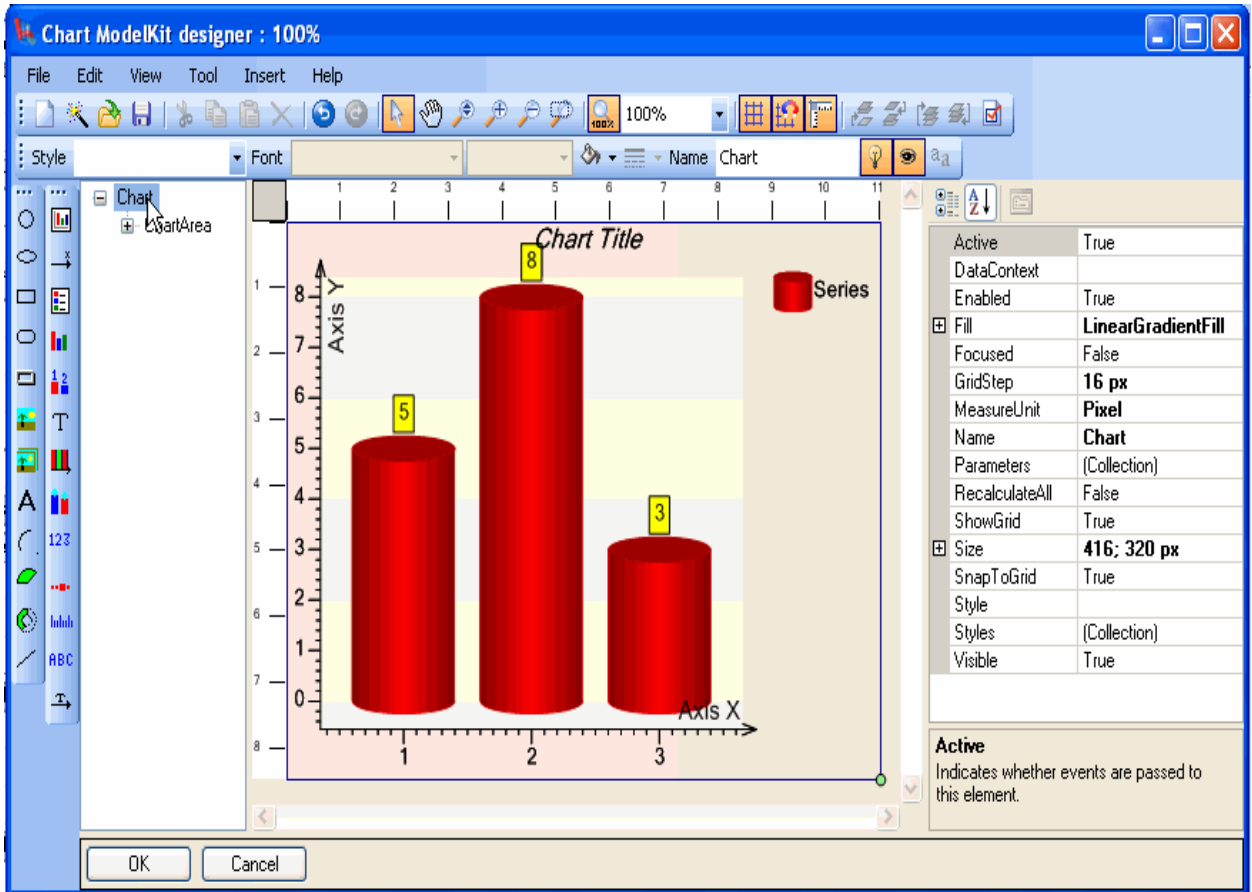 Chart ModelKit designer : 100%
File Edit View Tool Insert Help
100% 100%
Style Font Name Chart aa
Chart
ChartArea
1 2 3 4 5 6 7 8 9 10 11
1
2
3
4
5
6
7
8
Chart Title
Axis Y
8
7
6
5
4
3
2
1
0
5
8
3
Series
Axis X
1 2 3
T
A
123
ABC
T
1 2
x
A Z
Active True
DataContext
Enabled True
Fill LinearGradientFill
Focused False
GridStep 16 px
MeasureUnit Pixel
Name Chart
Parameters (Collection)
RecalculateAll False
ShowGrid True
Size 416; 320 px
SnapToGrid True
Style
Styles (Collection)
Visible True
Active
Indicates whether events are passed to
this element.
OK Cancel